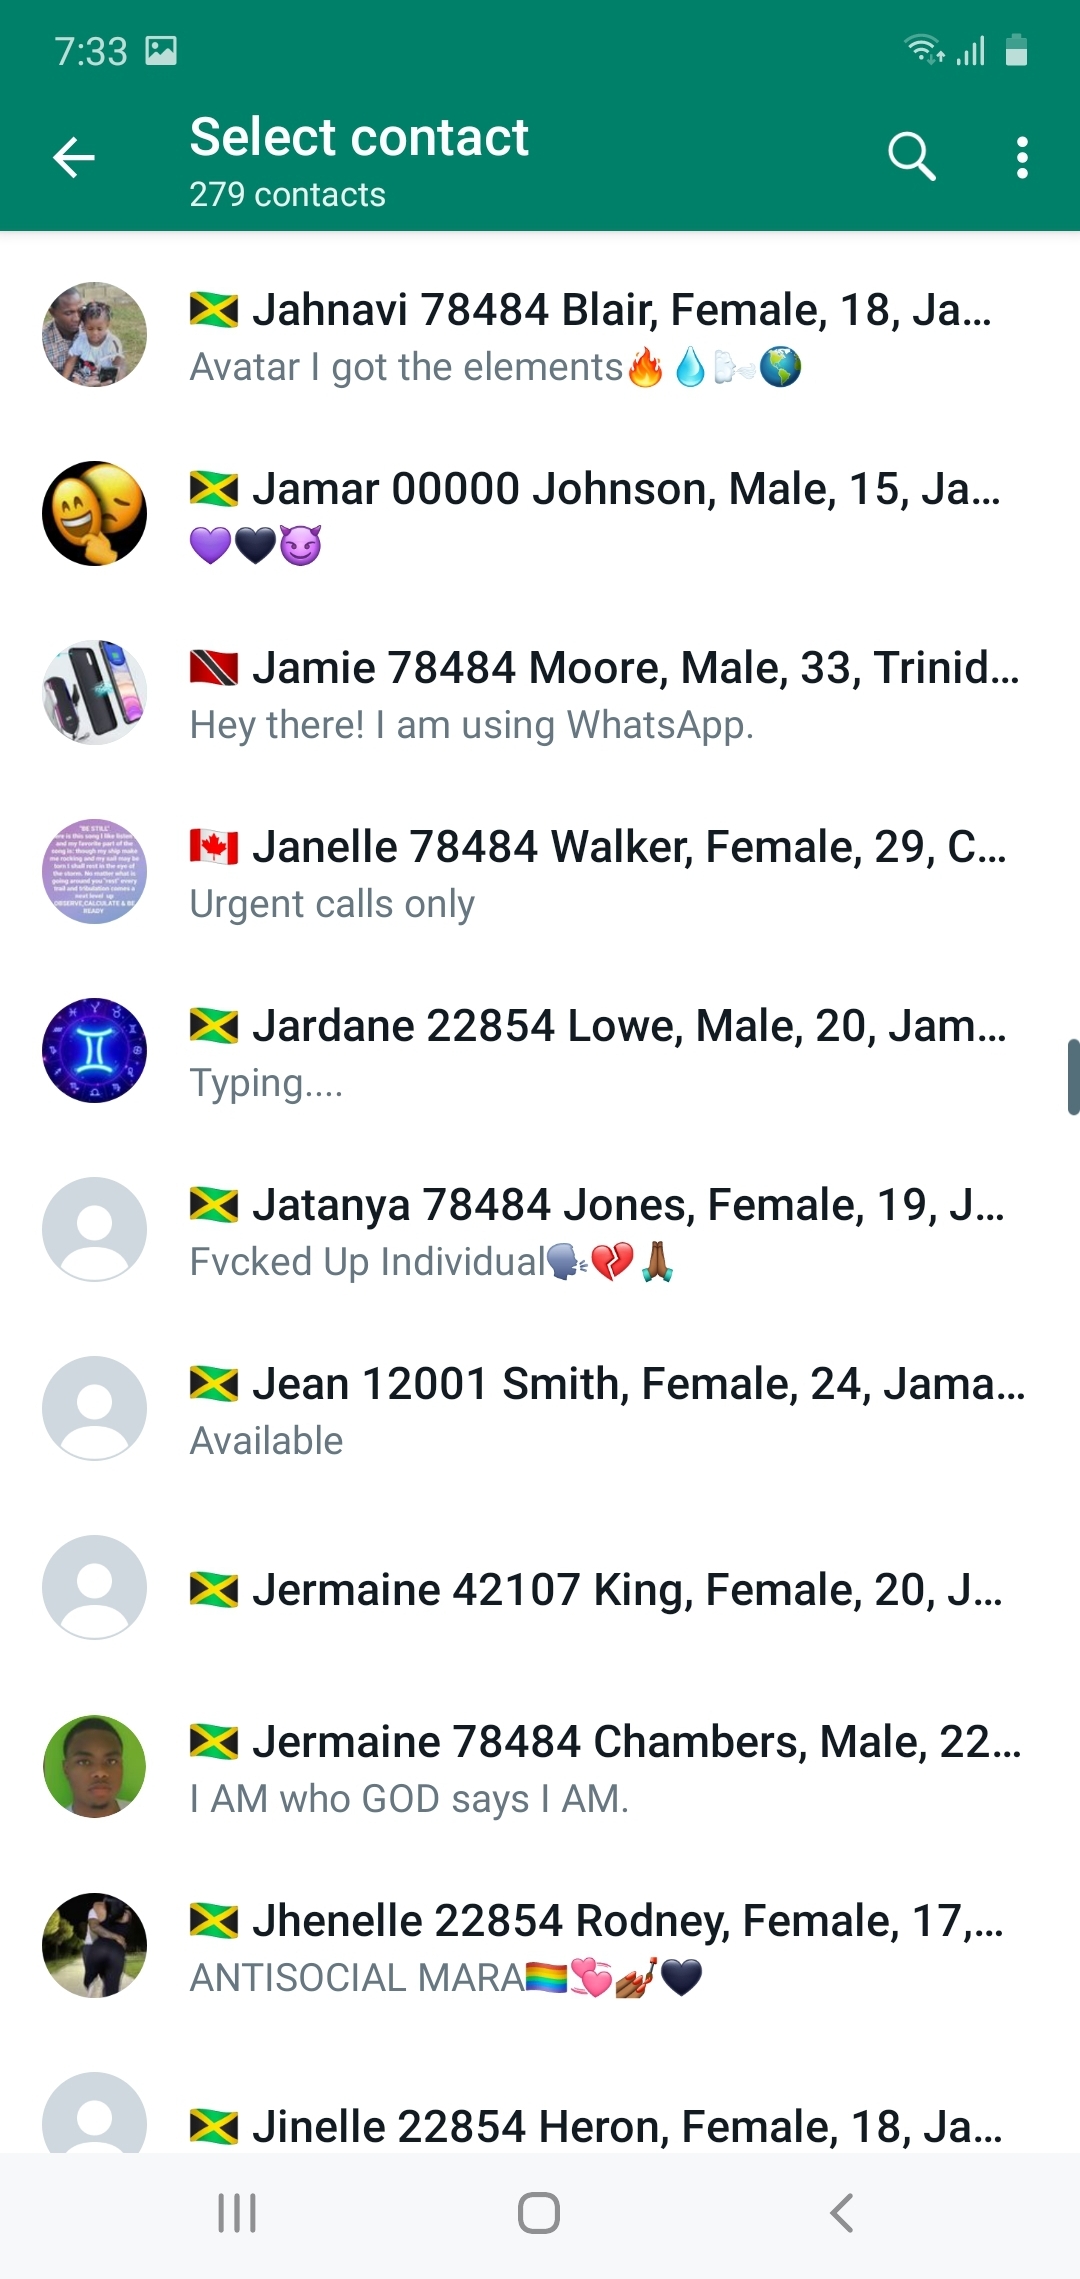 7:33
Select contact
279 contacts
🇯🇲 Jahnavi 78484 Blair, Female, 18, Ja...
Avatar I got the elements🔥💧🌬🌎
🇯🇲 Jamar 00000 Johnson, Male, 15, Ja...
💜🖤😈
🇹🇹 Jamie 78484 Moore, Male, 33, Trinid...
Hey there! I am using WhatsApp.
🇨🇦 Janelle 78484 Walker, Female, 29, C...
Urgent calls only
🇯🇲 Jardane 22854 Lowe, Male, 20, Jam...
Typing....
🇯🇲 Jatanya 78484 Jones, Female, 19, J...
Fvcked Up Individual🗣💔🙏🏾
🇯🇲 Jean 12001 Smith, Female, 24, Jama...
Available
🇯🇲 Jermaine 42107 King, Female, 20, J...
🇯🇲 Jermaine 78484 Chambers, Male, 22...
I AM who GOD says I AM.
🇯🇲 Jhenelle 22854 Rodney, Female, 17,...
ANTISOCIAL MARA🏳️‍🌈💞💅🏾🖤
🇯🇲 Jinelle 22854 Heron, Female, 18, Ja...